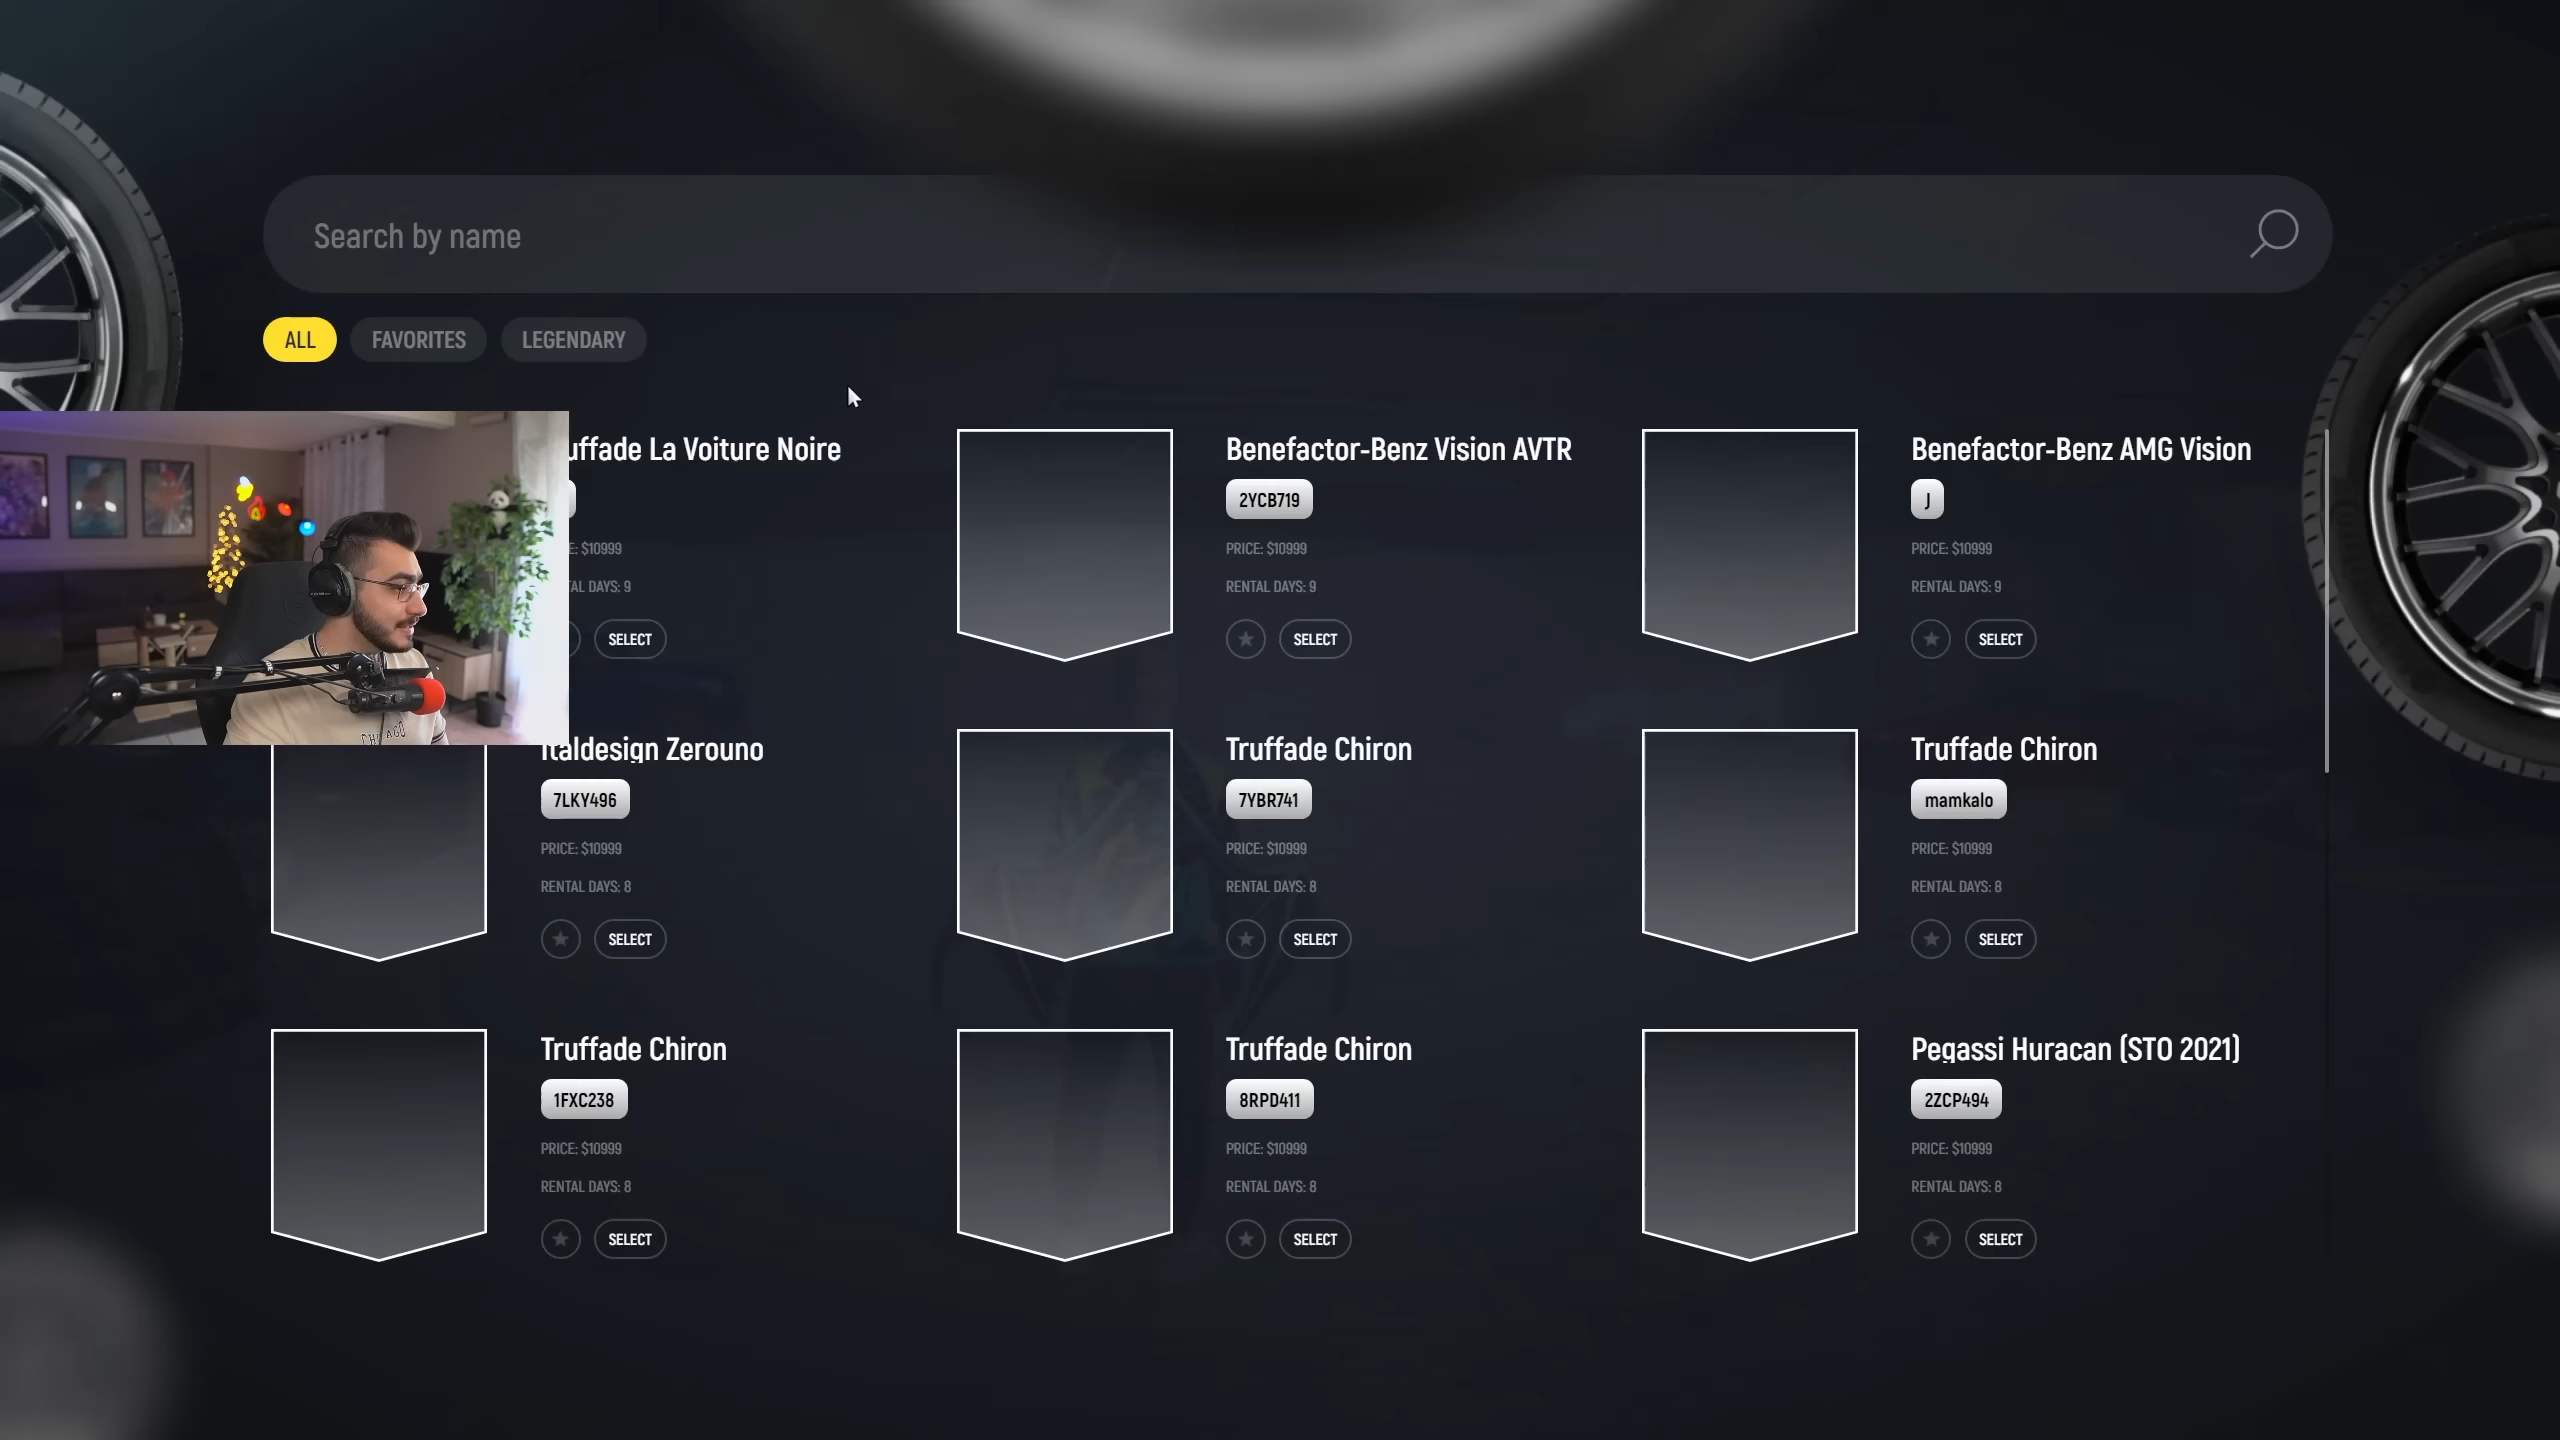 Search by name
ALL
FAVORITES
LEGENDARY
uffade La Voiture Noire
E: $10999
AL DAYS: 9
SELECT
Benefactor-Benz Vision AVTR
2YCB719
PRICE: $10999
RENTAL DAYS: 9
SELECT
Benefactor-Benz AMG Vision
J
PRICE: $10999
RENTAL DAYS: 9
SELECT
Italdesign Zerouno
7LKY496
PRICE: $10999
RENTAL DAYS: 8
SELECT
Truffade Chiron
7YBR741
PRICE: $10999
RENTAL DAYS: 8
SELECT
Truffade Chiron
mamkalo
PRICE: $10999
RENTAL DAYS: 8
SELECT
Truffade Chiron
1FXC238
PRICE: $10999
RENTAL DAYS: 8
SELECT
Truffade Chiron
8RPD411
PRICE: $10999
RENTAL DAYS: 8
SELECT
Pegassi Huracan (STO 2021)
2ZCP494
PRICE: $10999
RENTAL DAYS: 8
SELECT